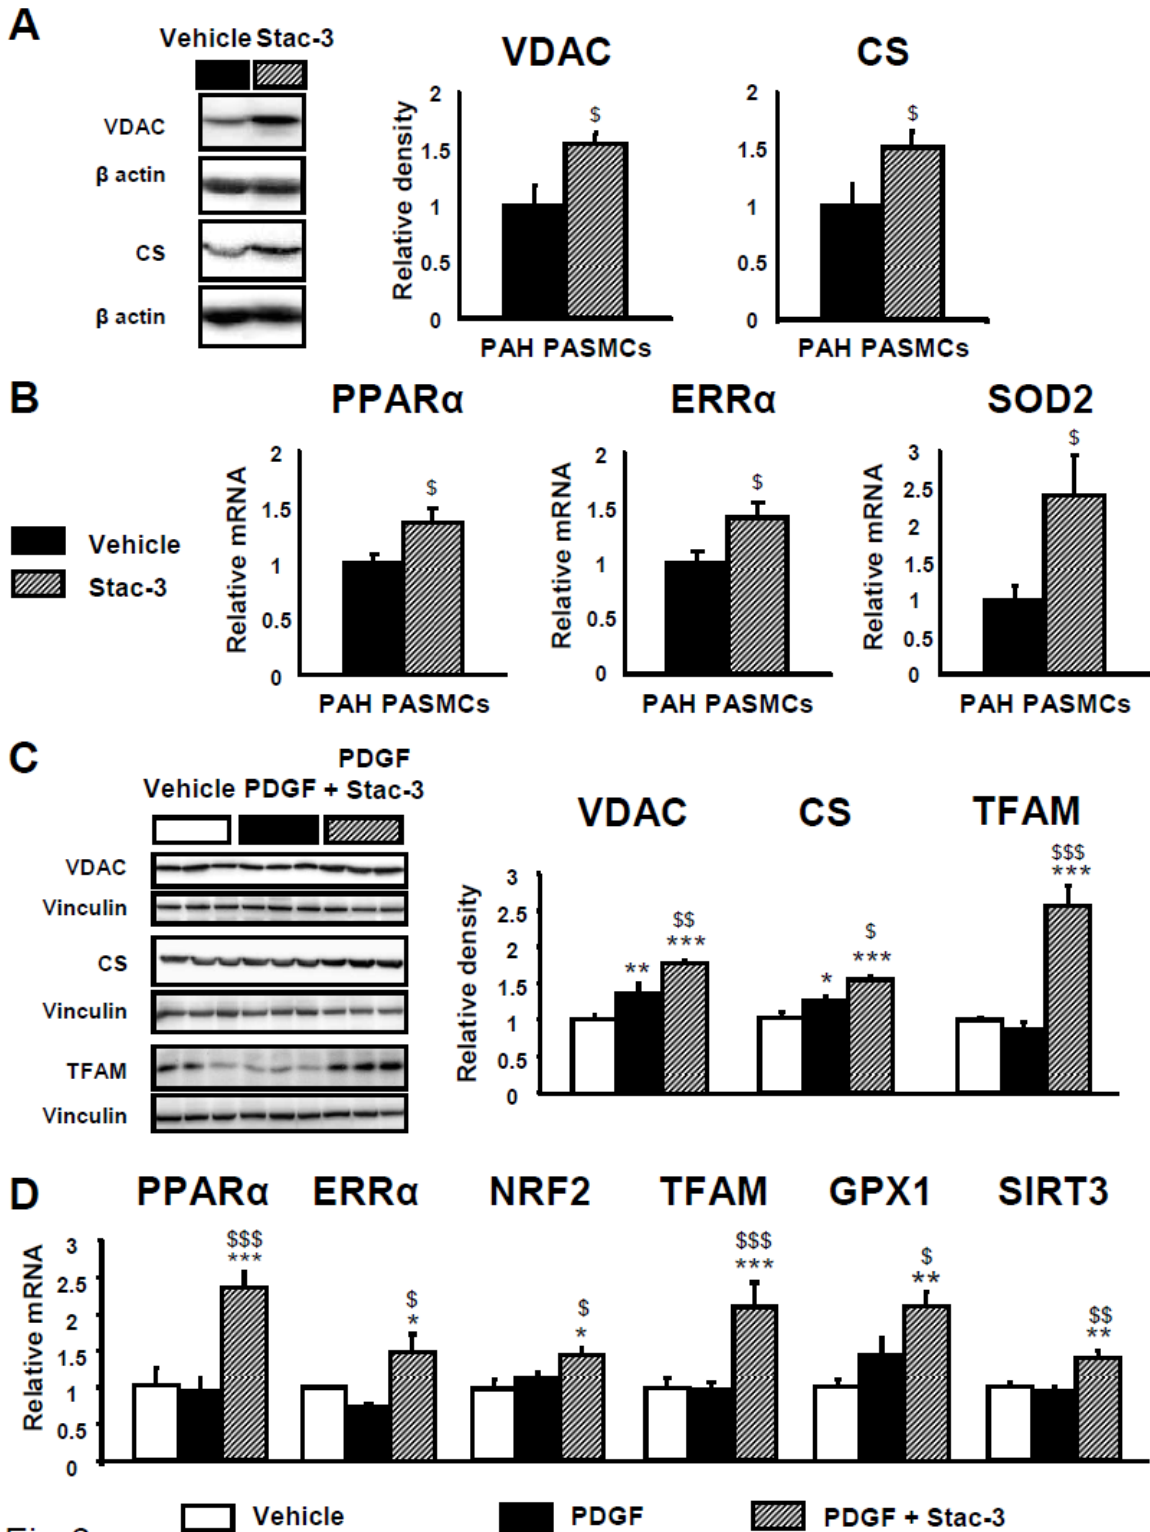 A
Vehicle Stac-3
VDAC
β actin
CS
β actin
VDAC
Relative density
2
1.5
1
0.5
0
$
PAH PASMCs
CS
2
1.5
1
0.5
0
$
PAH PASMCs
B
Vehicle
Stac-3
PPARα
Relative mRNA
2
1.5
1
0.5
0
$
PAH PASMCs
ERRα
Relative mRNA
2
1.5
1
0.5
0
$
PAH PASMCs
SOD2
Relative mRNA
3
2.5
2
1.5
1
0.5
0
$
PAH PASMCs
C
PDGF
Vehicle PDGF + Stac-3
VDAC
Vinculin
CS
Vinculin
TFAM
Vinculin
VDAC CS TFAM
Relative density
3
2.5
2
1.5
1
0.5
0
**
$$
***
*
$
***
$$$
***
D
PPARα ERRα NRF2 TFAM GPX1 SIRT3
Relative mRNA
3
2.5
2
1.5
1
0.5
0
$$$
***
$
*
$
*
$$$
***
$
**
$$
**
Vehicle PDGF PDGF + Stac-3